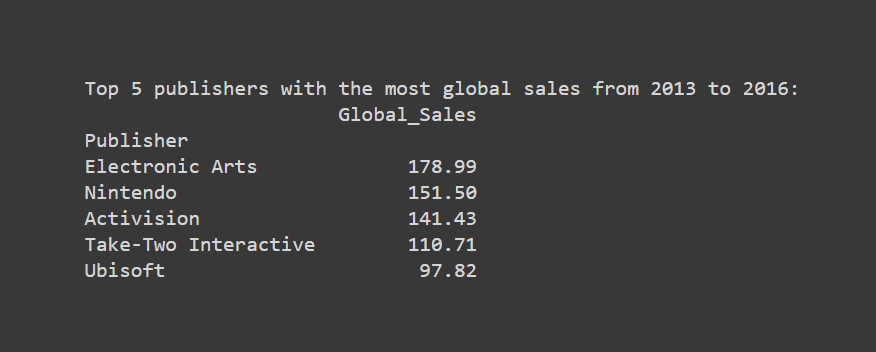 Top 5 publishers with the most global sales from 2013 to 2016:
Global_Sales
Publisher
Electronic Arts 178.99
Nintendo 151.50
Activision 141.43
Take-Two Interactive 110.71
Ubisoft 97.82